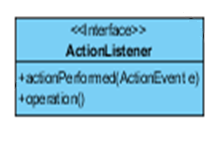 <<Interface>>
ActionListener
+actionPerformed(ActionEvent e)
+operation()